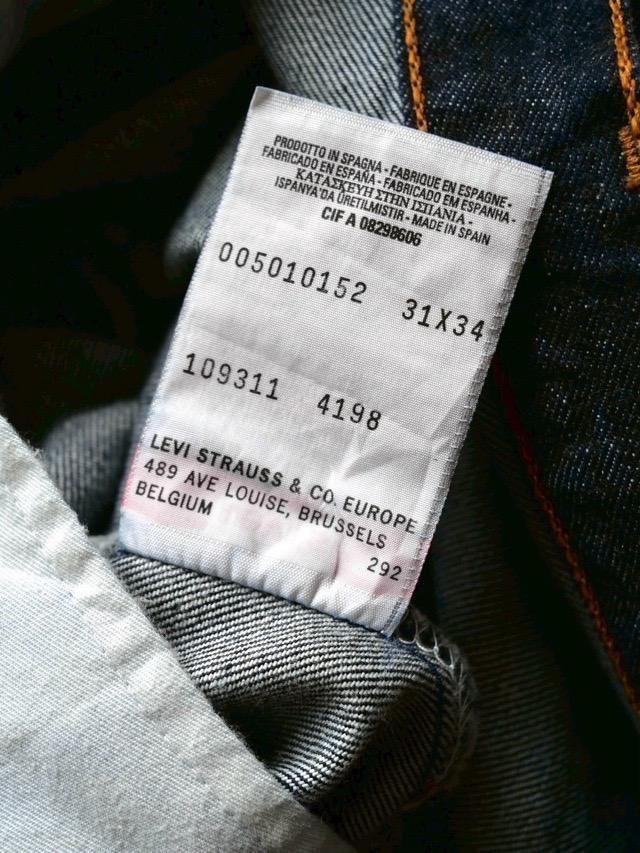 PRODOTTO IN SPAGNA - FABRIQUE EN ESPAGNE -
FABRICADO EN ESPAÑA - FABRICADO EM ESPANHA -
ΚΑΤΑΣΚΕΥΗ ΣΤΗΝ ΙΣΠΑΝΙΑ -
ISPANYA'DA ÜRETILMISTIR - MADE IN SPAIN
CIF A 08298606
005010152 31X34
109311 4198
LEVI STRAUSS & CO. EUROPE
489 AVE LOUISE, BRUSSELS
BELGIUM
292